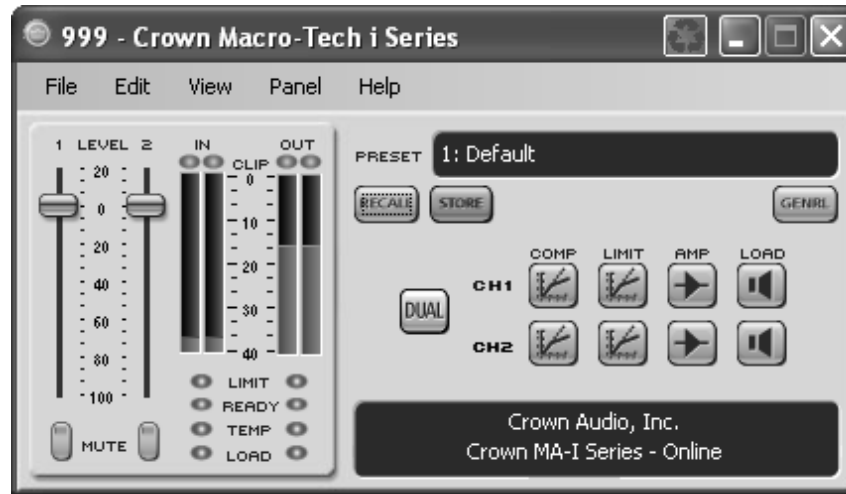 999 - Crown Macro-Tech i Series
File Edit View Panel Help
1 LEVEL 2
20
0
20
40
60
80
100
MUTE
IN OUT
CLIP
0
10
20
30
40
LIMIT
READY
TEMP
LOAD
PRESET 1: Default
RECALL STORE GENRL
DUAL
COMP LIMIT AMP LOAD
CH1
CH2
Crown Audio, Inc.
Crown MA-I Series - Online